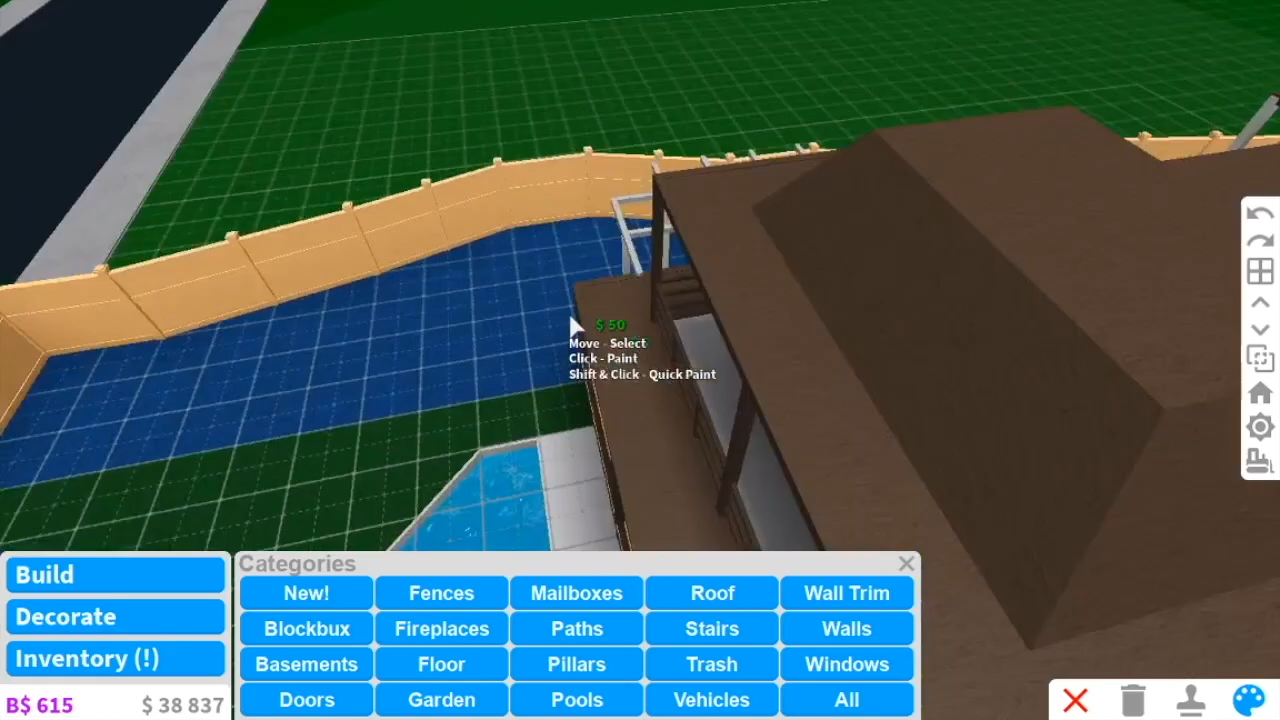 $ 50
Move - Select
Click - Paint
Shift & Click - Quick Paint
Categories
New! Fences Mailboxes Roof Wall Trim
Blockbux Fireplaces Paths Stairs Walls
Basements Floor Pillars Trash Windows
Doors Garden Pools Vehicles All
Build
Decorate
Inventory (!)
B$ 615 $ 38 837